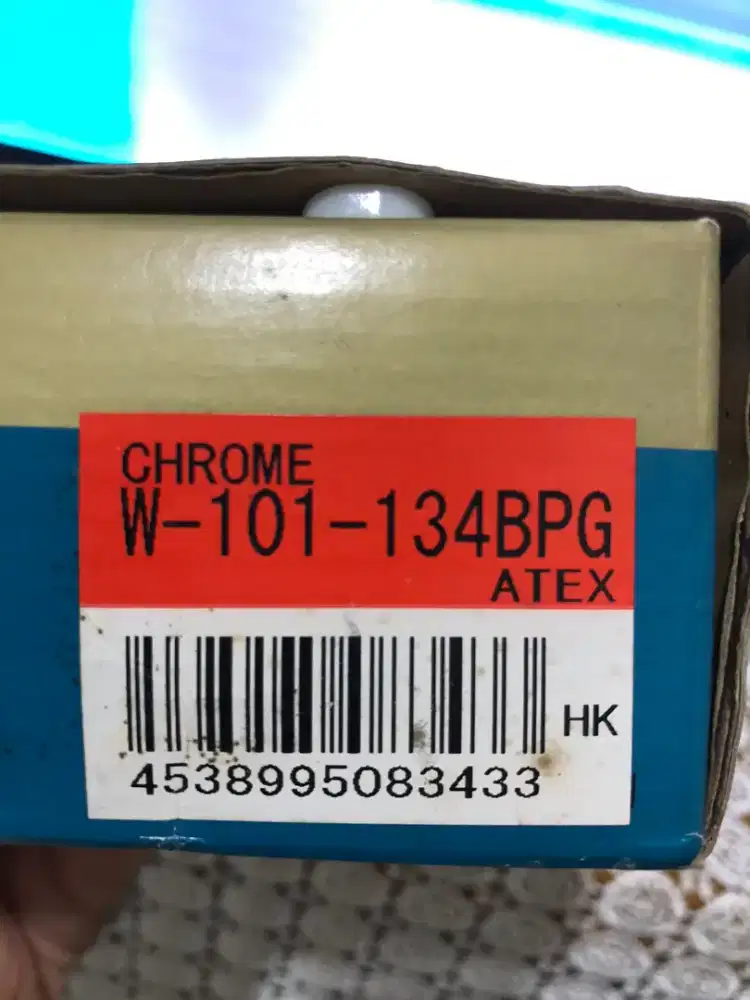 CHROME
W-101-134BPG
ATEX
HK
4538995083433